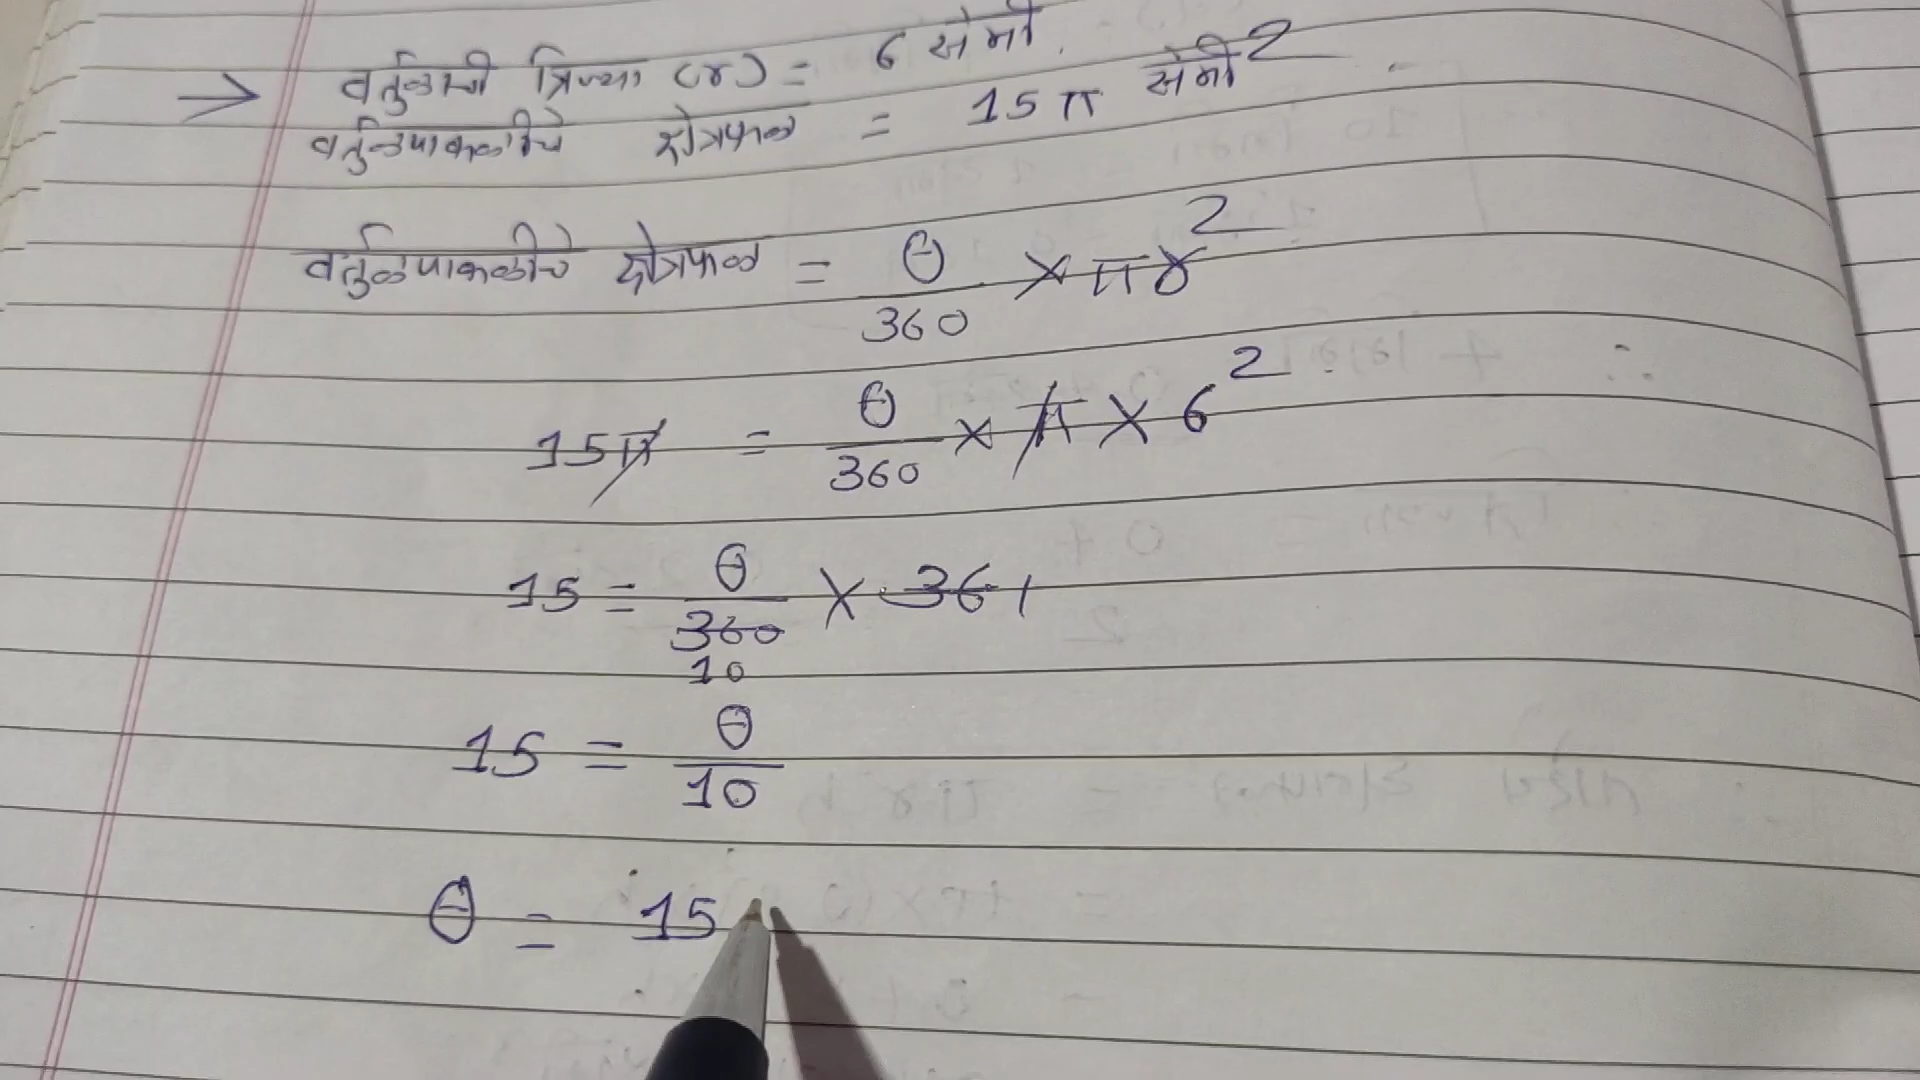 → वर्तुळाची त्रिज्या (r) = 6 सेमी.
वर्तुळपाकळीचे क्षेत्रफळ = 15π सेमी²
वर्तुळपाकळीचे क्षेत्रफळ = θ/360 × πr²
15π = θ/360 × π × 6²
15 = θ/360 × 36 1
10
15 = θ/10
θ = 15